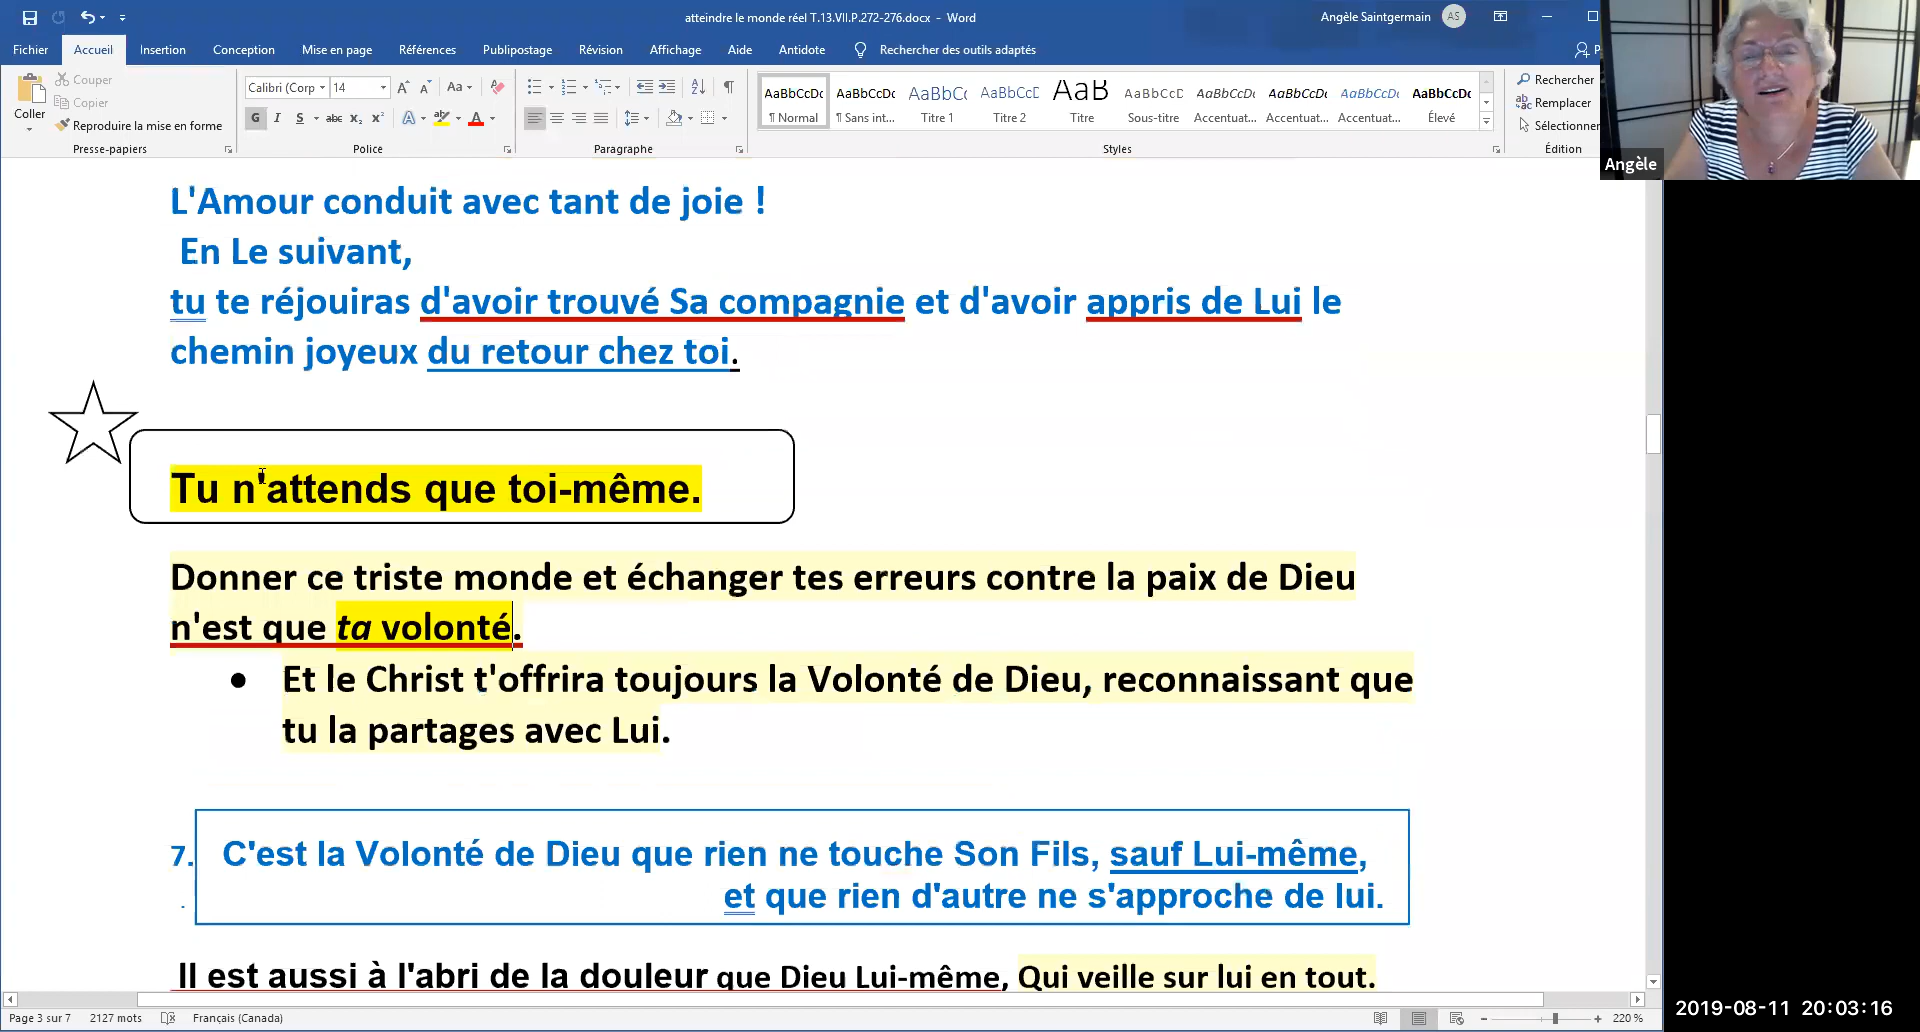 atteindre le monde réel T.13.VII.P.272-276.docx - Word
Angèle Saintgermain AS
Fichier Accueil Insertion Conception Mise en page Références Publipostage Révision Affichage Aide Antidote Rechercher des outils adaptés
Coller
Couper
Copier
Reproduire la mise en forme
Presse-papiers
Calibri (Corp 14
Aa
G I S abc x₂ x²
Police
Paragraphe
AaBbCcDc AaBbCcDc AaBbC( AaBbCcC AaB AaBbCcD AaBbCcDc AaBbCcDc AaBbCcDc AaBbCcDc
¶ Normal ¶ Sans int... Titre 1 Titre 2 Titre Sous-titre Accentuat... Accentuat... Accentuat... Élevé
Styles
Rechercher
Remplacer
Sélectionner
Édition
Angèle
L'Amour conduit avec tant de joie !
En Le suivant,
tu te réjouiras d'avoir trouvé Sa compagnie et d'avoir appris de Lui le
chemin joyeux du retour chez toi.
Tu n'attends que toi-même.
Donner ce triste monde et échanger tes erreurs contre la paix de Dieu
n'est que ta volonté.
• Et le Christ t'offrira toujours la Volonté de Dieu, reconnaissant que
tu la partages avec Lui.
7. C'est la Volonté de Dieu que rien ne touche Son Fils, sauf Lui-même,
et que rien d'autre ne s'approche de lui.
Il est aussi à l'abri de la douleur que Dieu Lui-même, Qui veille sur lui en tout.
Page 3 sur 7 2127 mots Français (Canada) 220 %
2019-08-11 20:03:16